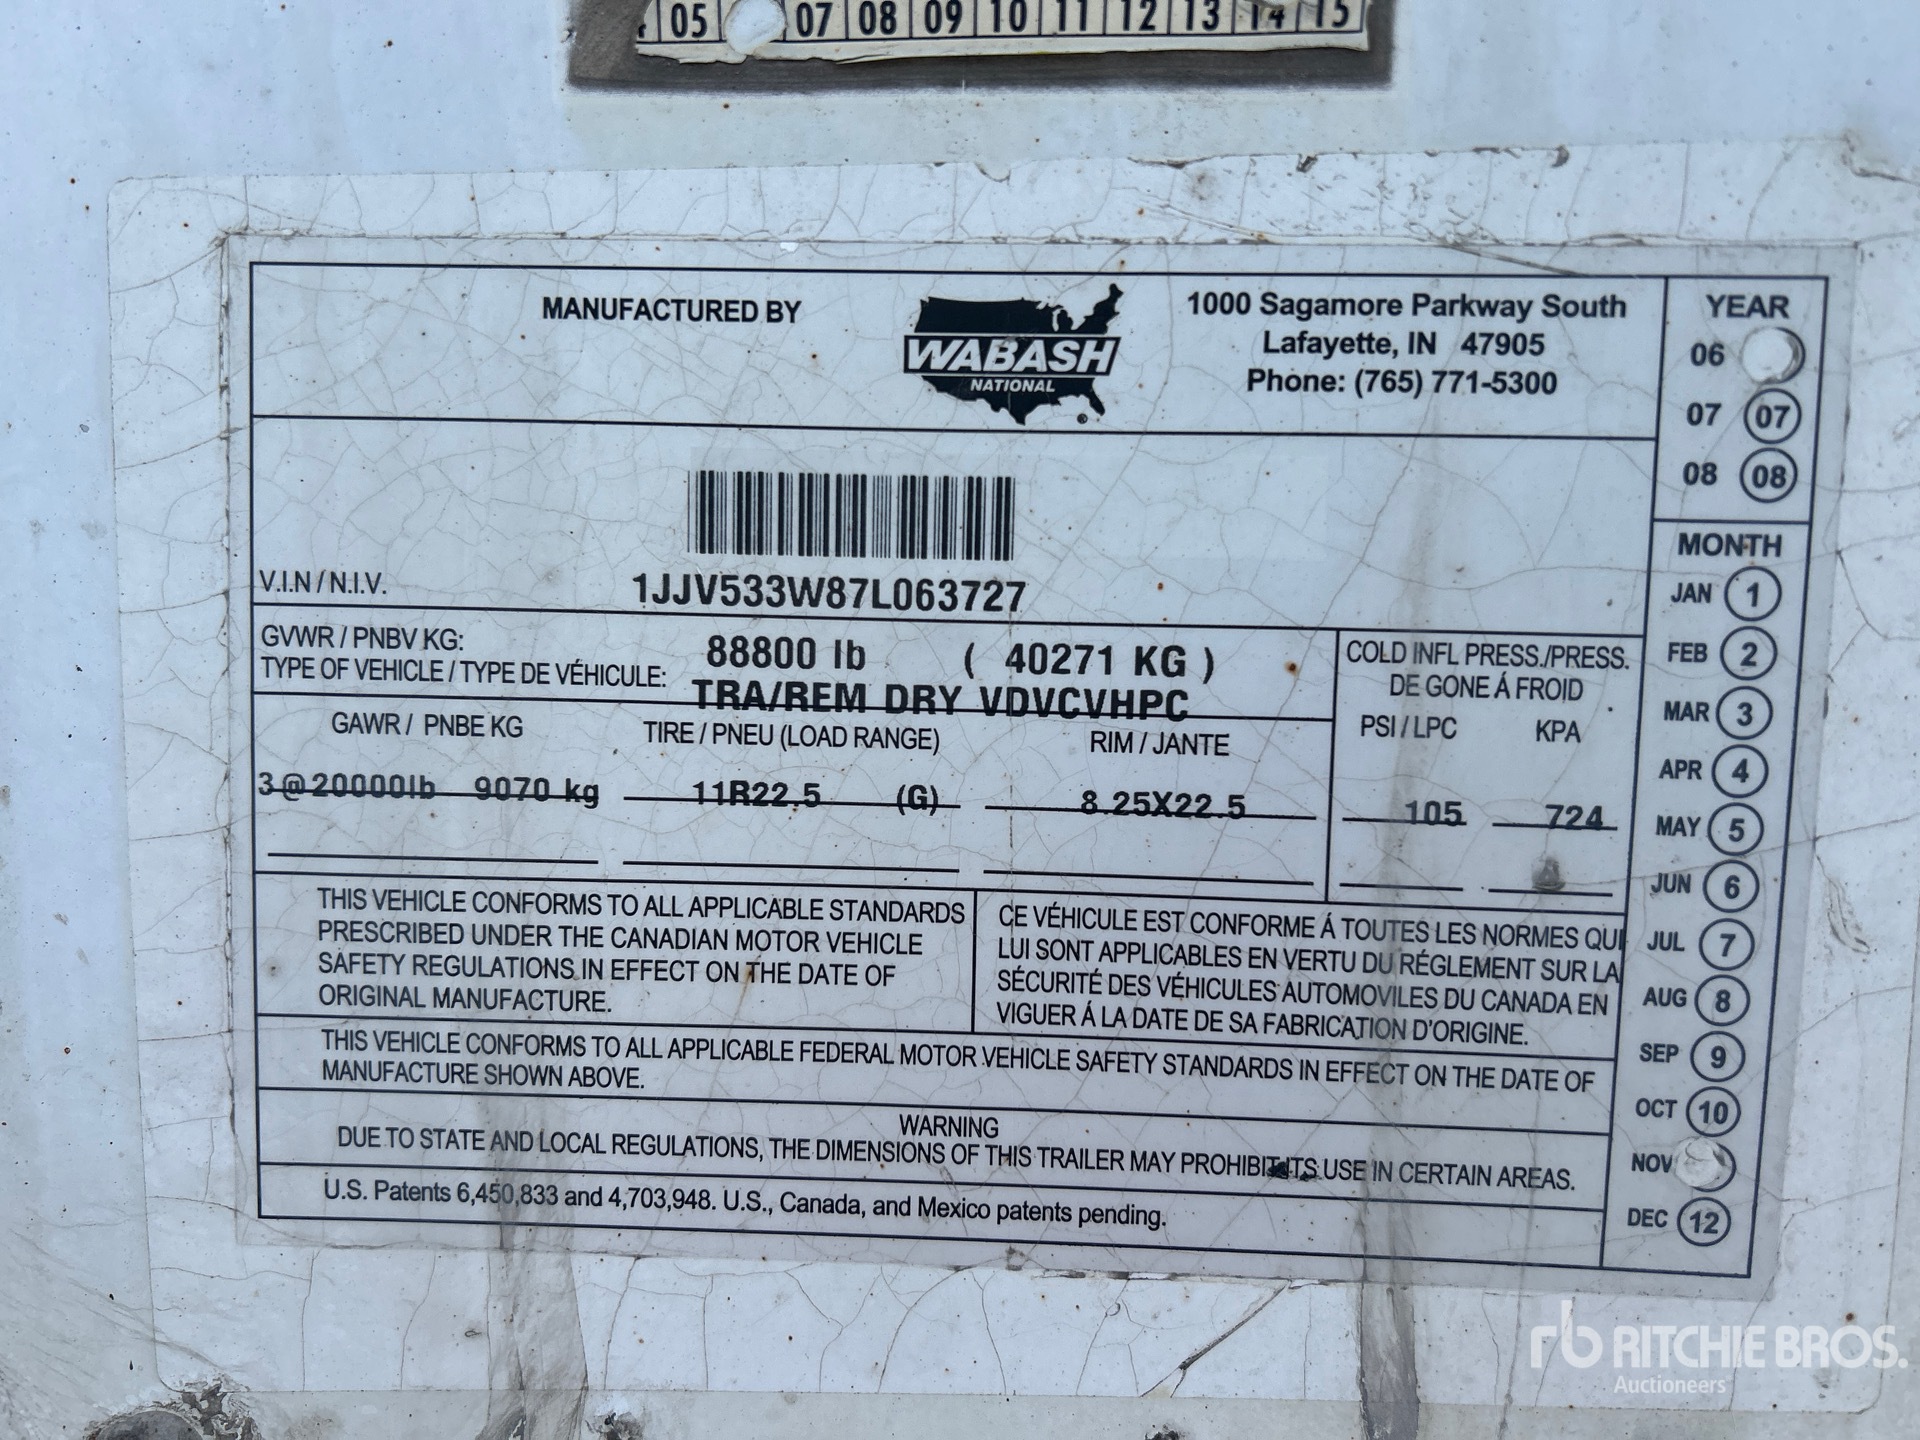 05 07 08 09 10 11 12 13 14 15
MANUFACTURED BY
WABASH
NATIONAL
®
1000 Sagamore Parkway South
Lafayette, IN 47905
Phone: (765) 771-5300
V.I.N / N.I.V.
1JJV533W87L063727
GVWR / PNBV KG: 88800 lb ( 40271 KG )
TYPE OF VEHICLE / TYPE DE VÉHICULE: TRA/REM DRY VDVCVHPC
COLD INFL PRESS./PRESS.
DE GONE Á FROID
GAWR / PNBE KG TIRE / PNEU (LOAD RANGE) RIM / JANTE PSI / LPC KPA
3@20000lb 9070 kg 11R22.5 (G) 8.25X22.5 105 724
THIS VEHICLE CONFORMS TO ALL APPLICABLE STANDARDS
PRESCRIBED UNDER THE CANADIAN MOTOR VEHICLE
SAFETY REGULATIONS IN EFFECT ON THE DATE OF
ORIGINAL MANUFACTURE.
CE VÉHICULE EST CONFORME Á TOUTES LES NORMES QUI
LUI SONT APPLICABLES EN VERTU DU RÉGLEMENT SUR LA
SÉCURITÉ DES VÉHICULES AUTOMOVILES DU CANADA EN
VIGUER Á LA DATE DE SA FABRICATION D'ORIGINE.
THIS VEHICLE CONFORMS TO ALL APPLICABLE FEDERAL MOTOR VEHICLE SAFETY STANDARDS IN EFFECT ON THE DATE OF
MANUFACTURE SHOWN ABOVE.
WARNING
DUE TO STATE AND LOCAL REGULATIONS, THE DIMENSIONS OF THIS TRAILER MAY PROHIBIT ITS USE IN CERTAIN AREAS.
U.S. Patents 6,450,833 and 4,703,948. U.S., Canada, and Mexico patents pending.
YEAR
06
07 07
08 08
MONTH
JAN 1
FEB 2
MAR 3
APR 4
MAY 5
JUN 6
JUL 7
AUG 8
SEP 9
OCT 10
NOV
DEC 12
rb RITCHIE BROS.
Auctioneers